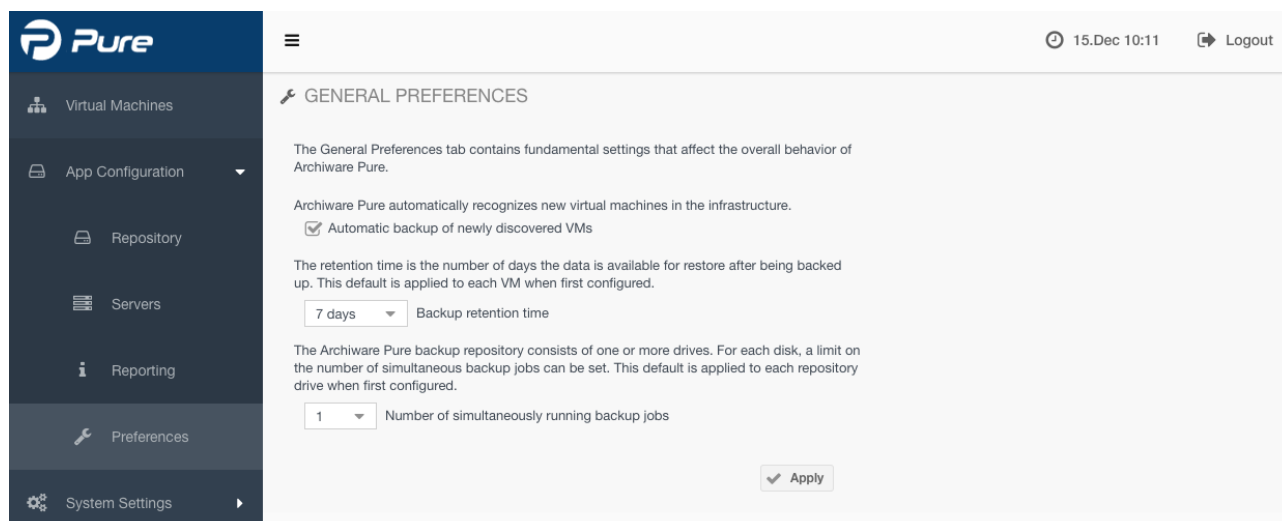 Pure
15.Dec 10:11
Logout
Virtual Machines
App Configuration
Repository
Servers
Reporting
Preferences
System Settings
GENERAL PREFERENCES
The General Preferences tab contains fundamental settings that affect the overall behavior of
Archiware Pure.
Archiware Pure automatically recognizes new virtual machines in the infrastructure.
Automatic backup of newly discovered VMs
The retention time is the number of days the data is available for restore after being backed
up. This default is applied to each VM when first configured.
7 days Backup retention time
The Archiware Pure backup repository consists of one or more drives. For each disk, a limit on
the number of simultaneous backup jobs can be set. This default is applied to each repository
drive when first configured.
1 Number of simultaneously running backup jobs
Apply